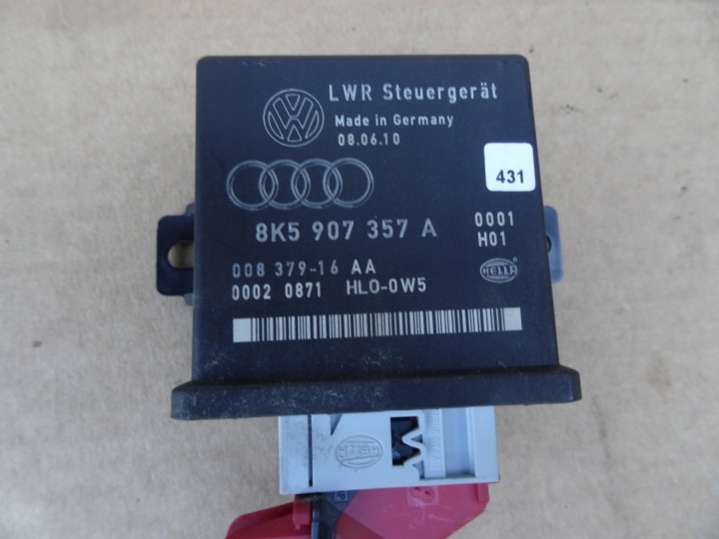 LWR Steuergerät
Made in Germany
08.06.10
431
8K5 907 357 A
0001
H01
008 379-16 AA
HELLA
0002 0871 HLO-0W5
HELLA